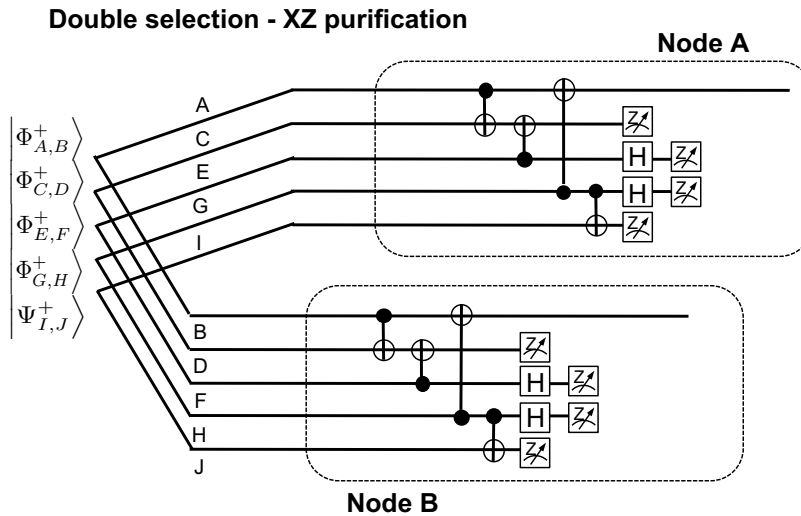 Double selection - XZ purification
Node A
|Φ⁺_{A,B}⟩
|Φ⁺_{C,D}⟩
|Φ⁺_{E,F}⟩
|Φ⁺_{G,H}⟩
|Ψ⁺_{I,J}⟩
A
C
E
G
I
Z
H Z
H Z
Z
B
D
F
H
J
Z
H Z
H Z
Z
Node B